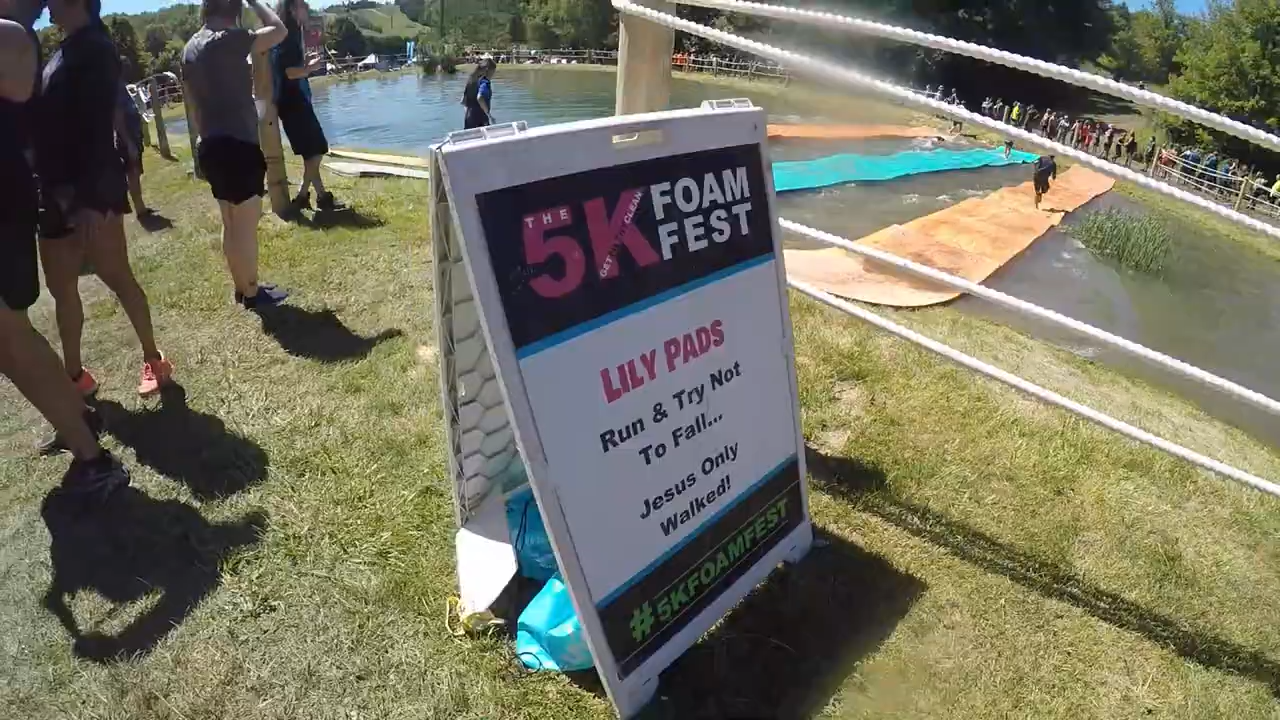 THE
5K
FOAM
FEST
LILY PADS
Run & Try Not
To Fall...
Jesus Only
Walked!
#5KFOAMFEST